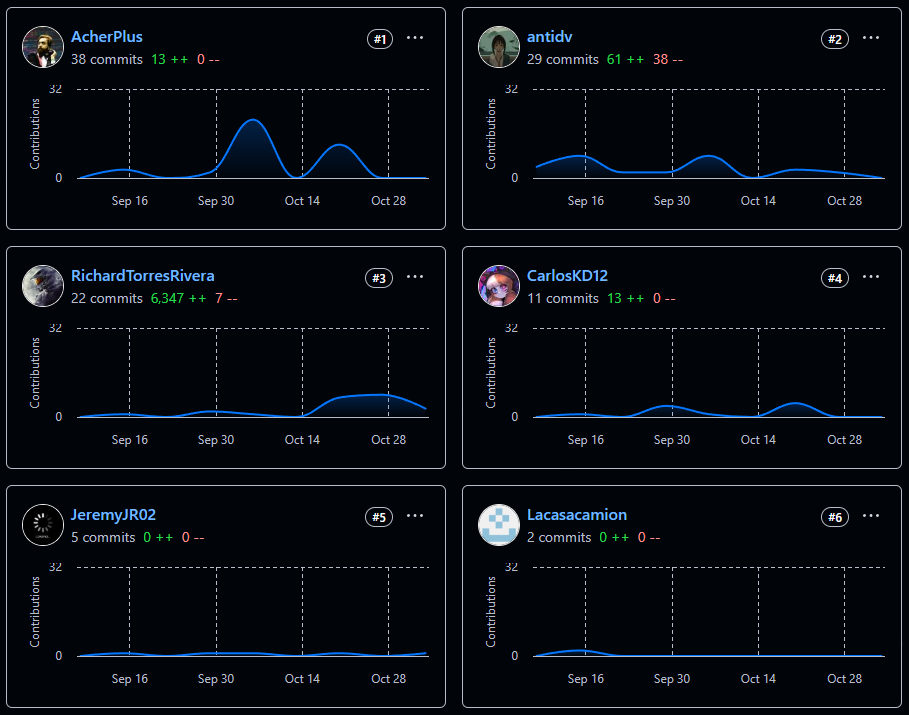 AcherPlus
#1
···
38 commits 13 ++ 0 --
Contributions
32
0
Sep 16 Sep 30 Oct 14 Oct 28
antidv
#2
···
29 commits 61 ++ 38 --
Contributions
32
0
Sep 16 Sep 30 Oct 14 Oct 28
RichardTorresRivera
#3
···
22 commits 6,347 ++ 7 --
Contributions
32
0
Sep 16 Sep 30 Oct 14 Oct 28
CarlosKD12
#4
···
11 commits 13 ++ 0 --
Contributions
32
0
Sep 16 Sep 30 Oct 14 Oct 28
JeremyJR02
#5
···
5 commits 0 ++ 0 --
Contributions
32
0
Sep 16 Sep 30 Oct 14 Oct 28
Lacasacamion
#6
···
2 commits 0 ++ 0 --
Contributions
32
0
Sep 16 Sep 30 Oct 14 Oct 28